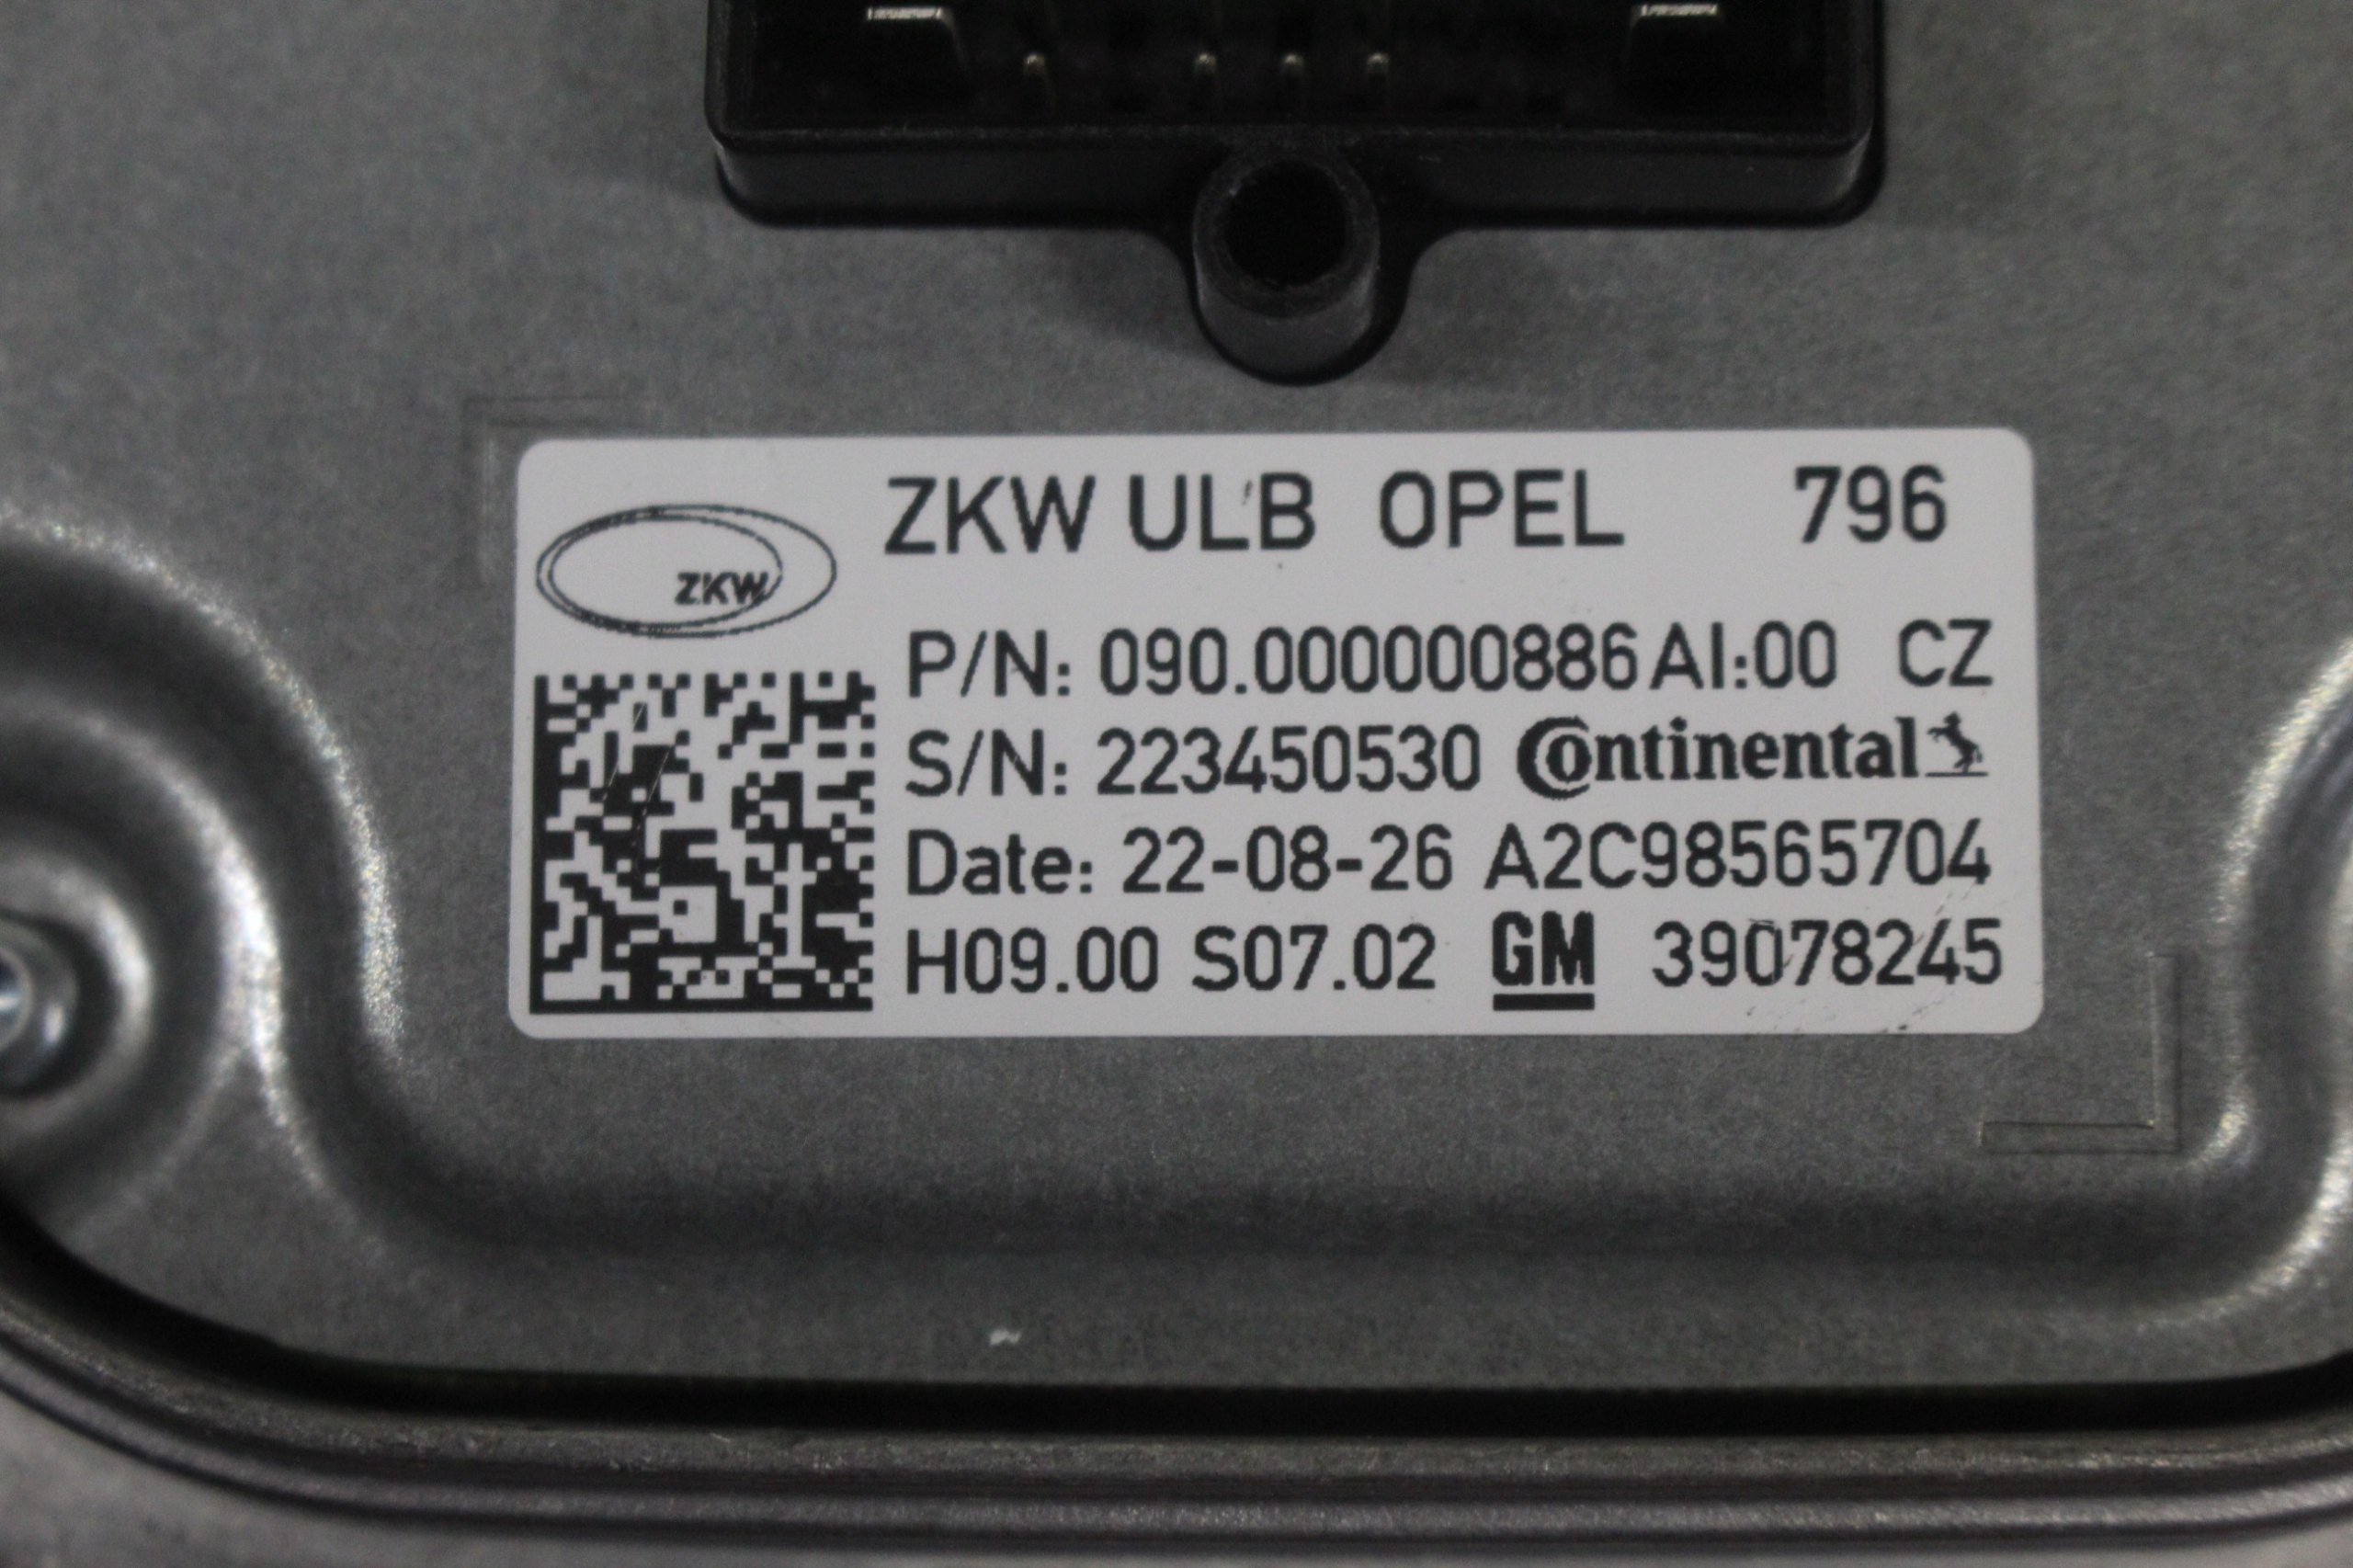 ZKW ULB OPEL 796
ZKW
P/N: 090.000000886 AI:00 CZ
S/N: 223450530 Continental
Date: 22-08-26 A2C98565704
H09.00 S07.02 GM 39078245